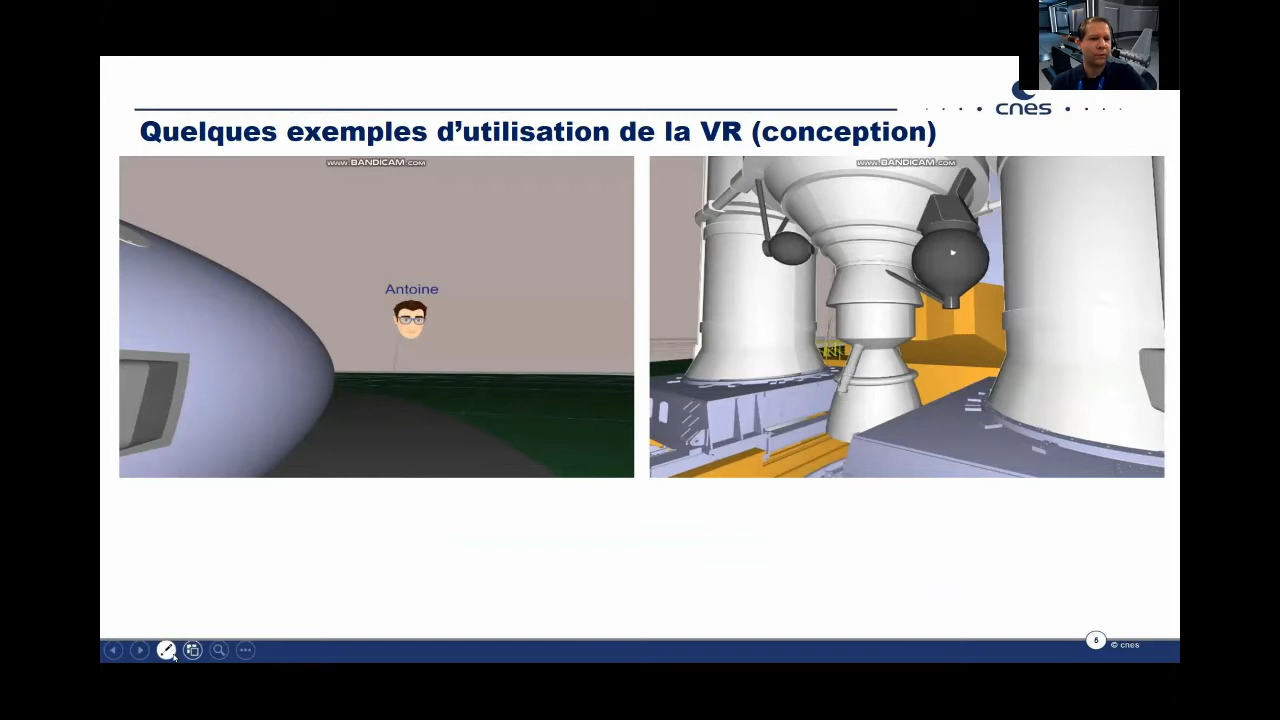 cnes
Quelques exemples d’utilisation de la VR (conception)
WWW.BANDICAM.COM
WWW.BANDICAM.COM
Antoine
6
© cnes